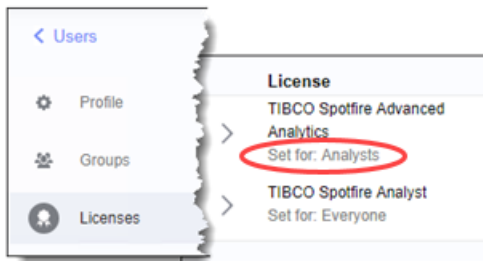 Users
Profile
Groups
Licenses
License
TIBCO Spotfire Advanced
Analytics
Set for: Analysts
TIBCO Spotfire Analyst
Set for: Everyone